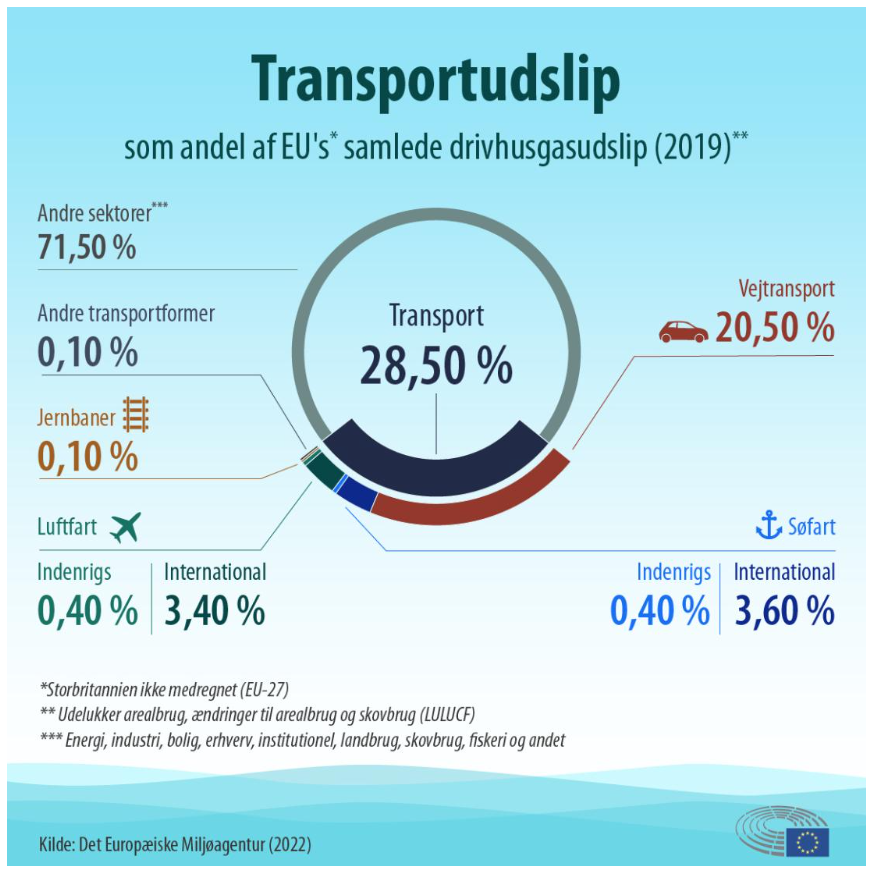 Transportudslip
som andel af EU's* samlede drivhusgasudslip (2019)**
Andre sektorer***
71,50 %
Andre transportformer
0,10 %
Jernbaner
0,10 %
Luftfart
Indenrigs
0,40 %
International
3,40 %
Transport
28,50 %
Vejtransport
20,50 %
Søfart
Indenrigs
0,40 %
International
3,60 %
*Storbritannien ikke medregnet (EU-27)
** Udelukker arealbrug, ændringer til arealbrug og skovbrug (LULUCF)
*** Energi, industri, bolig, erhverv, institutionel, landbrug, skovbrug, fiskeri og andet
Kilde: Det Europæiske Miljøagentur (2022)